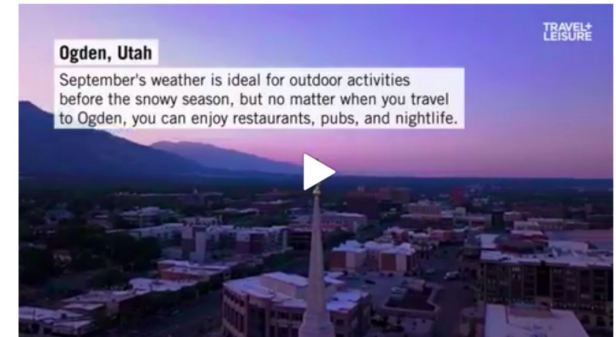 TRAVEL+
LEISURE
Ogden, Utah
September's weather is ideal for outdoor activities
before the snowy season, but no matter when you travel
to Ogden, you can enjoy restaurants, pubs, and nightlife.